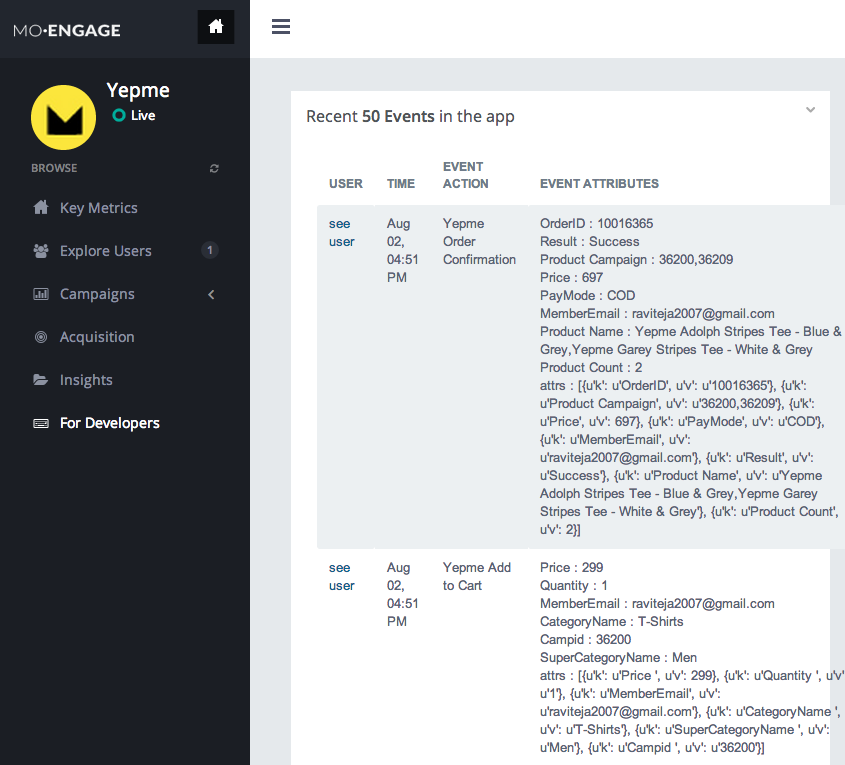 MO·ENGAGE
Yepme
Live
BROWSE
Key Metrics
Explore Users 1
Campaigns
Acquisition
Insights
For Developers
Recent 50 Events in the app
USER TIME EVENT ACTION EVENT ATTRIBUTES
see
user
Aug
02,
04:51
PM
Yepme
Order
Confirmation
OrderID : 10016365
Result : Success
Product Campaign : 36200,36209
Price : 697
PayMode : COD
MemberEmail : raviteja2007@gmail.com
Product Name : Yepme Adolph Stripes Tee - Blue &
Grey,Yepme Garey Stripes Tee - White & Grey
Product Count : 2
attrs : [{u'k': u'OrderID', u'v': u'10016365'}, {u'k':
u'Product Campaign', u'v': u'36200,36209'}, {u'k':
u'Price', u'v': 697}, {u'k': u'PayMode', u'v': u'COD'},
{u'k': u'MemberEmail', u'v':
u'raviteja2007@gmail.com'}, {u'k': u'Result', u'v':
u'Success'}, {u'k': u'Product Name', u'v': u'Yepme
Adolph Stripes Tee - Blue & Grey,Yepme Garey
Stripes Tee - White & Grey'}, {u'k': u'Product Count',
u'v': 2}]
see
user
Aug
02,
04:51
PM
Yepme Add
to Cart
Price : 299
Quantity : 1
MemberEmail : raviteja2007@gmail.com
CategoryName : T-Shirts
Campid : 36200
SuperCategoryName : Men
attrs : [{u'k': u'Price ', u'v': 299}, {u'k': u'Quantity ', u'v'
u'1'}, {u'k': u'MemberEmail', u'v':
u'raviteja2007@gmail.com'}, {u'k': u'CategoryName ',
u'v': u'T-Shirts'}, {u'k': u'SuperCategoryName ', u'v':
u'Men'}, {u'k': u'Campid ', u'v': u'36200'}]